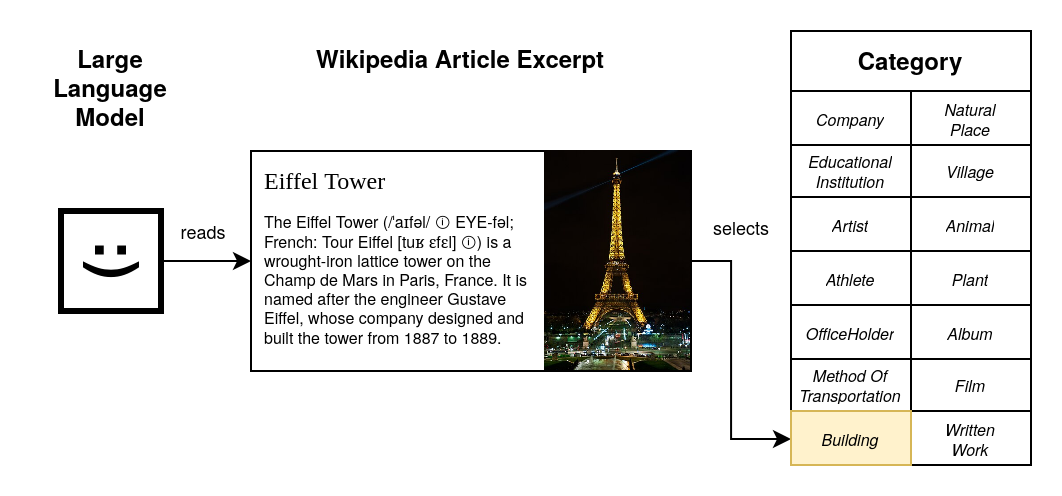 Large
Language
Model
Wikipedia Article Excerpt
reads
Eiffel Tower
The Eiffel Tower (/ˈaɪfəl/ ⓘ EYE-fəl;
French: Tour Eiffel [tuʁ ɛfɛl] ⓘ) is a
wrought-iron lattice tower on the
Champ de Mars in Paris, France. It is
named after the engineer Gustave
Eiffel, whose company designed and
built the tower from 1887 to 1889.
selects
Category
Company
Natural
Place
Educational
Institution
Village
Artist
Animal
Athlete
Plant
OfficeHolder
Album
Method Of
Transportation
Film
Building
Written
Work